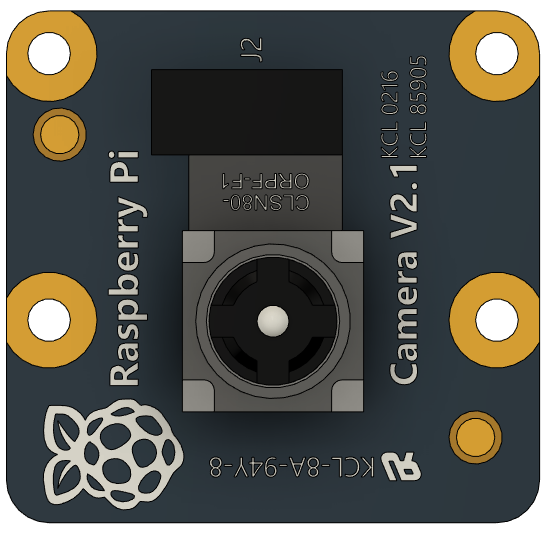 J2
KCL 0216
KCL 85905
CLSN80-
ORPF-F1
Raspberry Pi
Camera V2.1
KCL-8A-94Y-8